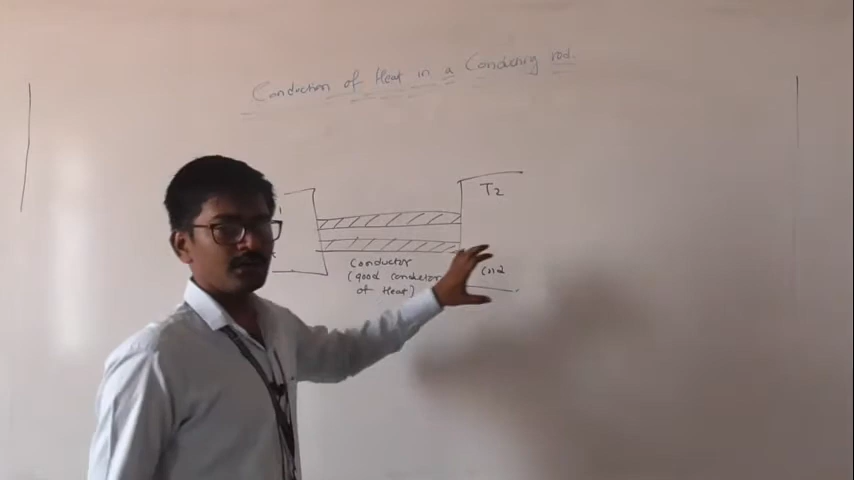 Conduction of Heat in a Conducting rod.
T2
Conductor
(good conductor
of Heat)